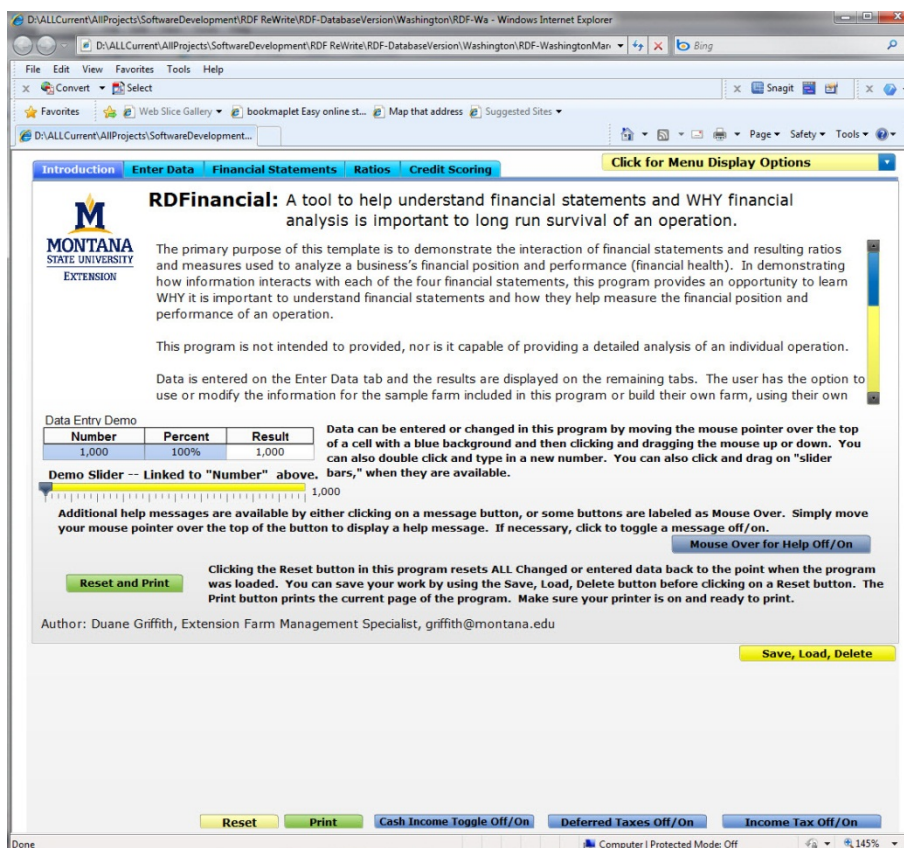 D:\ALLCurrent\AllProjects\SoftwareDevelopment\RDF ReWrite\RDF-DatabaseVersion\Washington\RDF-Wa - Windows Internet Explorer
D:\ALLCurrent\AllProjects\SoftwareDevelopment\RDF ReWrite\RDF-DatabaseVersion\Washington\RDF-WashingtonMan
Bing
File Edit View Favorites Tools Help
x Convert Select
x Snagit
x
Favorites Web Slice Gallery bookmaplet Easy online st... Map that address Suggested Sites
D:\ALLCurrent\AllProjects\SoftwareDevelopment...
Page Safety Tools
Introduction Enter Data Financial Statements Ratios Credit Scoring
Click for Menu Display Options
M
MONTANA
STATE UNIVERSITY
EXTENSION
RDFinancial: A tool to help understand financial statements and WHY financial
analysis is important to long run survival of an operation.
The primary purpose of this template is to demonstrate the interaction of financial statements and resulting ratios
and measures used to analyze a business's financial position and performance (financial health). In demonstrating
how information interacts with each of the four financial statements, this program provides an opportunity to learn
WHY it is important to understand financial statements and how they help measure the financial position and
performance of an operation.
This program is not intended to provided, nor is it capable of providing a detailed analysis of an individual operation.
Data is entered on the Enter Data tab and the results are displayed on the remaining tabs. The user has the option to
use or modify the information for the sample farm included in this program or build their own farm, using their own
Data Entry Demo
Number Percent Result
1,000 100% 1,000
Data can be entered or changed in this program by moving the mouse pointer over the top
of a cell with a blue background and then clicking and dragging the mouse up or down. You
can also double click and type in a new number. You can also click and drag on "slider
bars," when they are available.
Demo Slider -- Linked to "Number" above.
1,000
Additional help messages are available by either clicking on a message button, or some buttons are labeled as Mouse Over. Simply move
your mouse pointer over the top of the button to display a help message. If necessary, click to toggle a message off/on.
Mouse Over for Help Off/On
Reset and Print
Clicking the Reset button in this program resets ALL Changed or entered data back to the point when the program
was loaded. You can save your work by using the Save, Load, Delete button before clicking on a Reset button. The
Print button prints the current page of the program. Make sure your printer is on and ready to print.
Author: Duane Griffith, Extension Farm Management Specialist, griffith@montana.edu
Save, Load, Delete
Reset Print Cash Income Toggle Off/On Deferred Taxes Off/On Income Tax Off/On
Done
Computer | Protected Mode: Off
145%